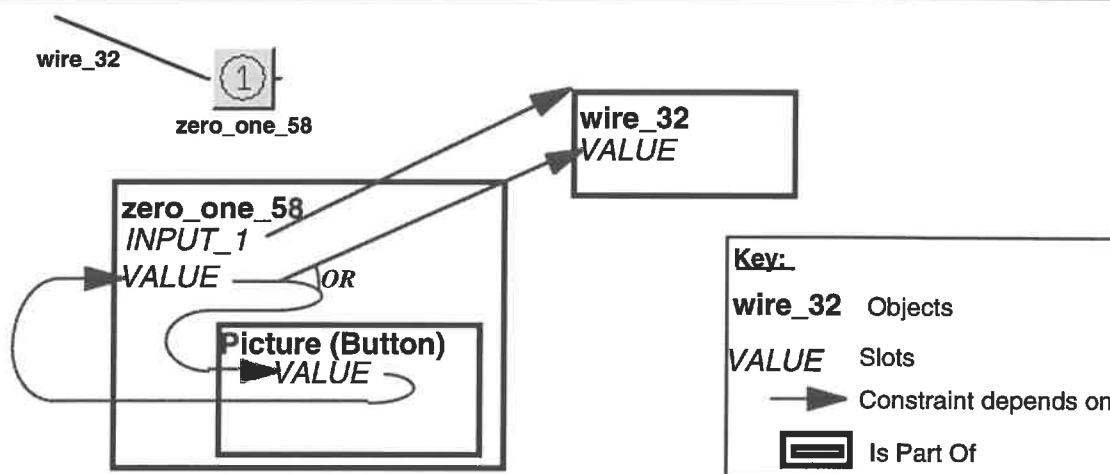 wire_32
1
zero_one_58
wire_32
VALUE
zero_one_58
INPUT_1
VALUE
OR
Picture (Button)
VALUE
Key:
wire_32 Objects
VALUE Slots
Constraint depends on
Is Part Of